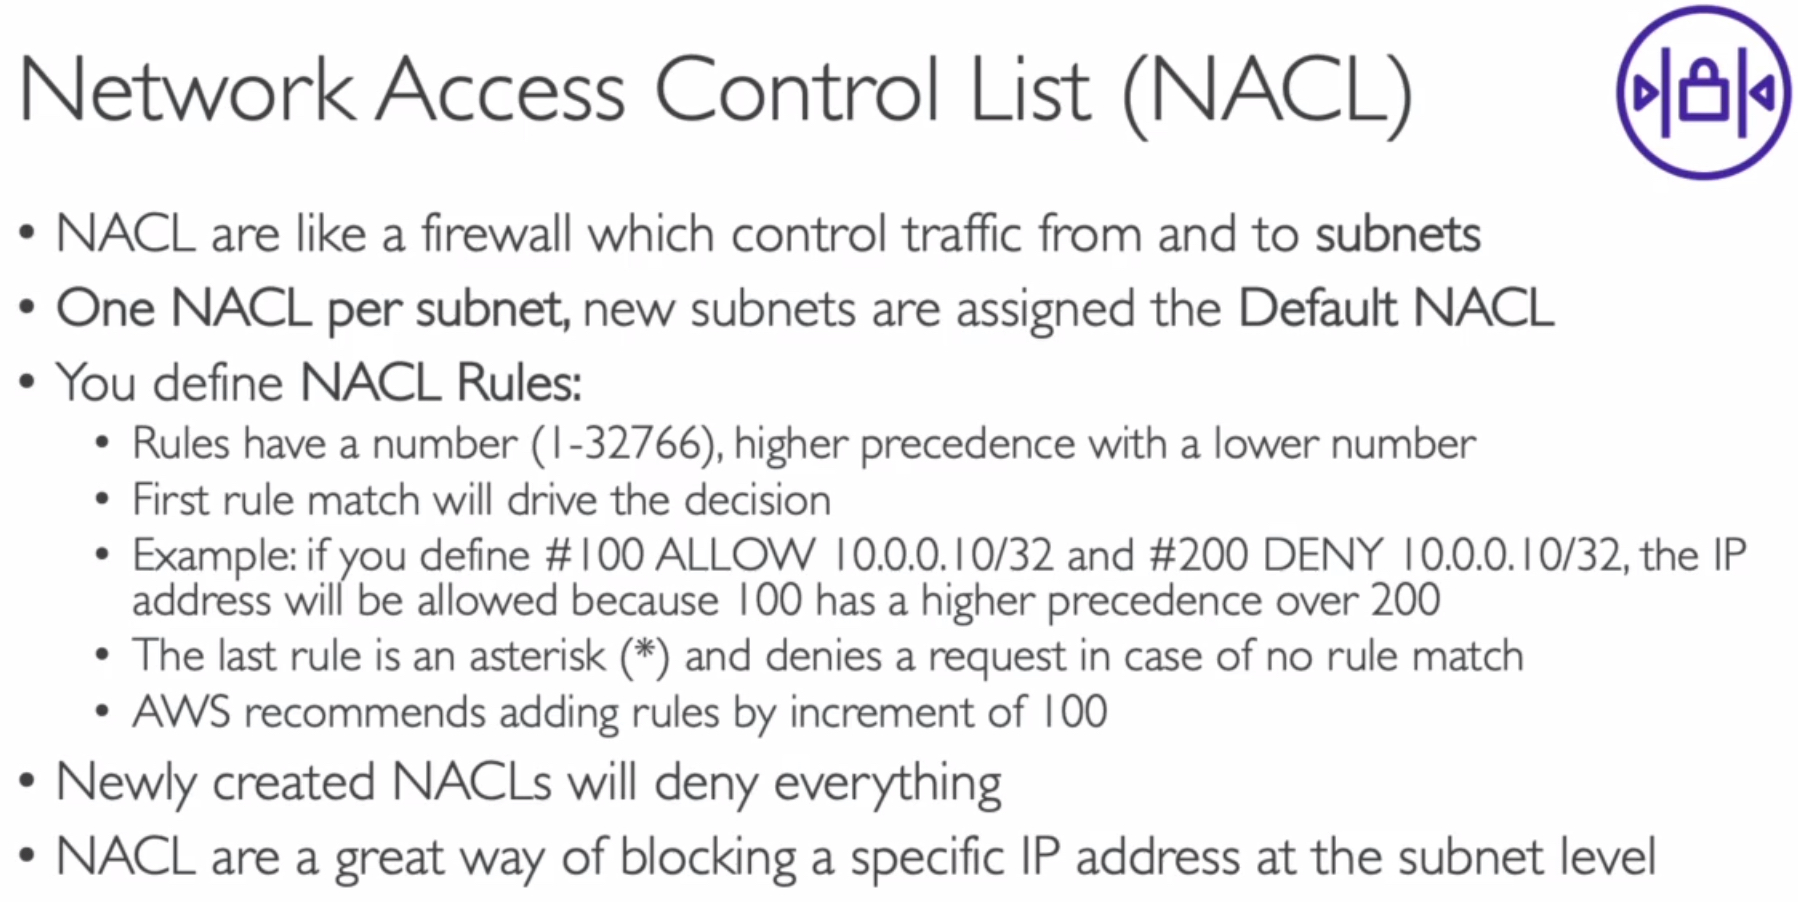 Network Access Control List (NACL)
• NACL are like a firewall which control traffic from and to subnets
• One NACL per subnet, new subnets are assigned the Default NACL
• You define NACL Rules:
• Rules have a number (1-32766), higher precedence with a lower number
• First rule match will drive the decision
• Example: if you define #100 ALLOW 10.0.0.10/32 and #200 DENY 10.0.0.10/32, the IP
address will be allowed because 100 has a higher precedence over 200
• The last rule is an asterisk (*) and denies a request in case of no rule match
• AWS recommends adding rules by increment of 100
• Newly created NACLs will deny everything
• NACL are a great way of blocking a specific IP address at the subnet level